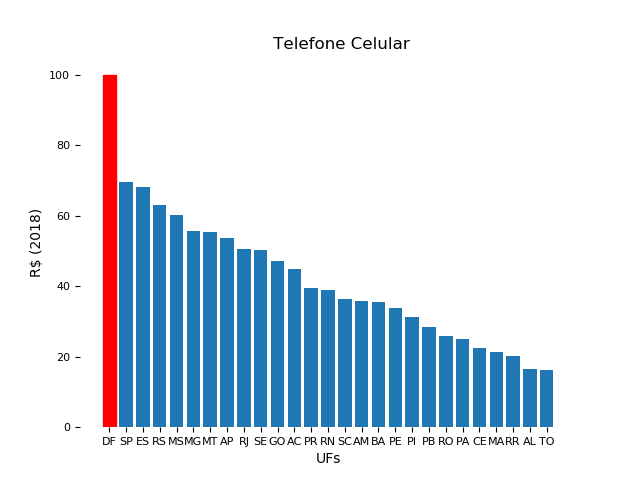 Telefone Celular
R$ (2018)
100
80
60
40
20
0
DF SP ES RS MS MG MT AP RJ SE GO AC PR RN SC AM BA PE PI PB RO PA CE MA RR AL TO
UFs